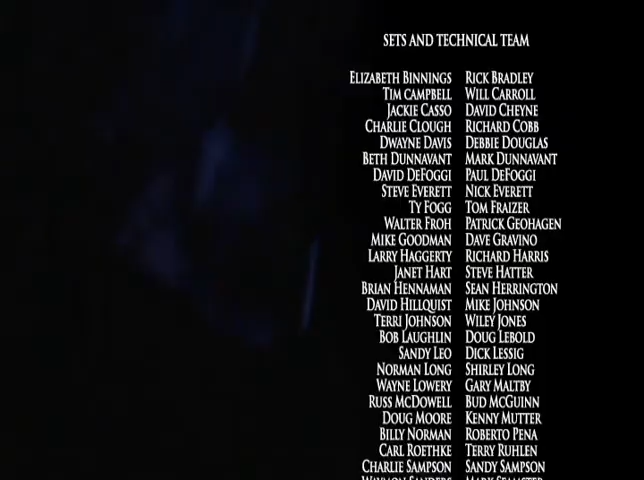 SETS AND TECHNICAL TEAM
ELIZABETH BINNINGS RICK BRADLEY
TIM CAMPBELL WILL CARROLL
JACKIE CASSO DAVID CHEYNE
CHARLIE CLOUGH RICHARD COBB
DWAYNE DAVIS DEBBIE DOUGLAS
BETH DUNNAVANT MARK DUNNAVANT
DAVID DEFOGGI PAUL DEFOGGI
STEVE EVERETT NICK EVERETT
TY FOGG TOM FRAIZER
WALTER FROH PATRICK GEOHAGEN
MIKE GOODMAN DAVE GRAVINO
LARRY HAGGERTY RICHARD HARRIS
JANET HART STEVE HATTER
BRIAN HENNAMAN SEAN HERRINGTON
DAVID HILLQUIST MIKE JOHNSON
TERRI JOHNSON WILEY JONES
BOB LAUGHLIN DOUG LEBOLD
SANDY LEO DICK LESSIG
NORMAN LONG SHIRLEY LONG
WAYNE LOWERY GARY MALTBY
RUSS MCDOWELL BUD MCGUINN
DOUG MOORE KENNY MUTTER
BILLY NORMAN ROBERTO PENA
CARL ROETHKE TERRY RUHLEN
CHARLIE SAMPSON SANDY SAMPSON